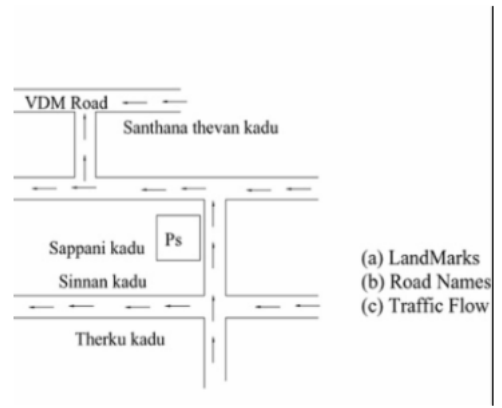 VDM Road
Santhana thevan kadu
Ps
Sappani kadu
Sinnan kadu
Therku kadu
(a) LandMarks
(b) Road Names
(c) Traffic Flow